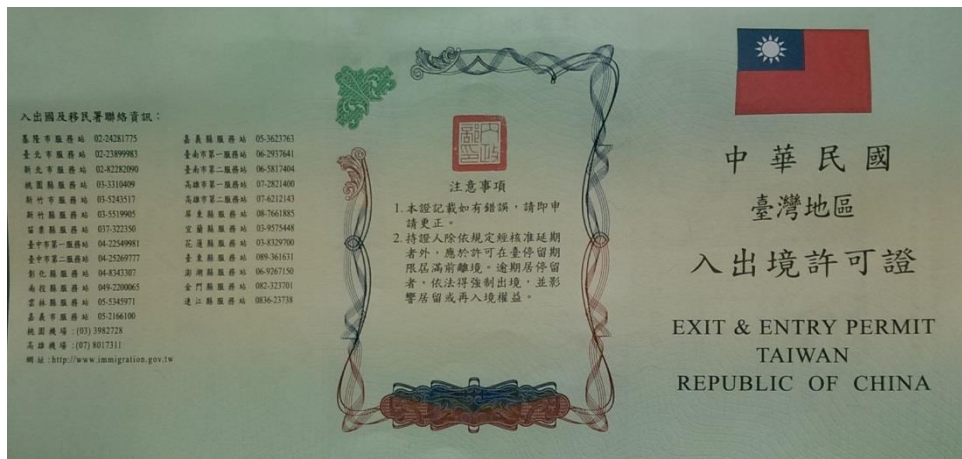 入出國及移民署聯絡資訊：
基隆市服務站 02-24281775
臺北市服務站 02-23899983
新北市服務站 02-82282090
桃園縣服務站 03-3310409
新竹市服務站 03-5243517
新竹縣服務站 03-5519905
苗栗縣服務站 037-322350
臺中市第一服務站 04-22549981
臺中市第二服務站 04-25269777
彰化縣服務站 04-8343307
南投縣服務站 049-2200065
雲林縣服務站 05-5345971
嘉義市服務站 05-2166100
桃園機場:(03)3982728
高雄機場:(07)8017311
網址:http://www.immigration.gov.tw
嘉義縣服務站 05-3623763
臺南市第一服務站 06-2937641
臺南市第二服務站 06-5817404
高雄市第一服務站 07-2821400
高雄市第二服務站 07-6212143
屏東縣服務站 08-7661885
宜蘭縣服務站 03-9575448
花蓮縣服務站 03-8329700
臺東縣服務站 089-361631
澎湖縣服務站 06-9267150
金門縣服務站 082-323701
連江縣服務站 0836-23738
內政部印
注意事項
1.本證記載如有錯誤，請即申
請更正。
2.持證人除依規定經核准延期
者外，應於許可在臺停留期
限屆滿前離境。逾期居停留
者，依法得強制出境，並影
響居留或再入境權益。
中華民國
臺灣地區
入出境許可證
EXIT & ENTRY PERMIT
TAIWAN
REPUBLIC OF CHINA